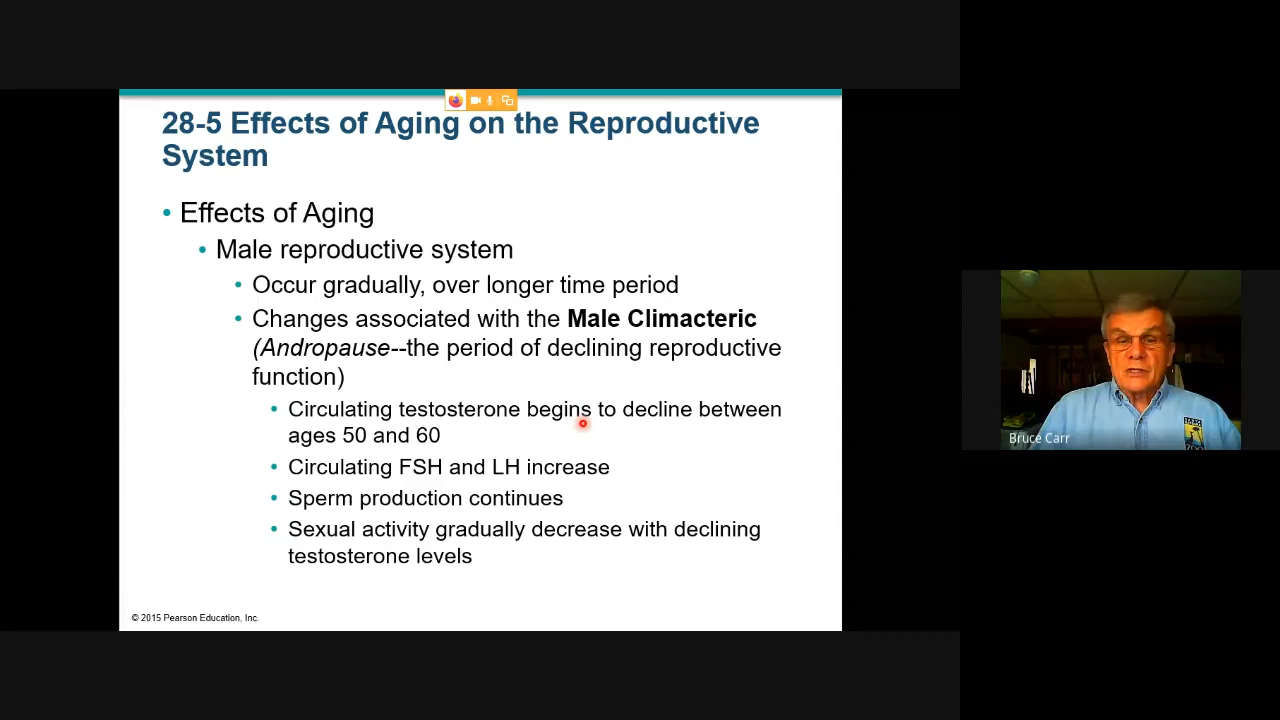 28-5 Effects of Aging on the Reproductive
System
• Effects of Aging
• Male reproductive system
• Occur gradually, over longer time period
• Changes associated with the Male Climacteric
(Andropause--the period of declining reproductive
function)
• Circulating testosterone begins to decline between
ages 50 and 60
• Circulating FSH and LH increase
• Sperm production continues
• Sexual activity gradually decrease with declining
testosterone levels
© 2015 Pearson Education, Inc.
Bruce Carr